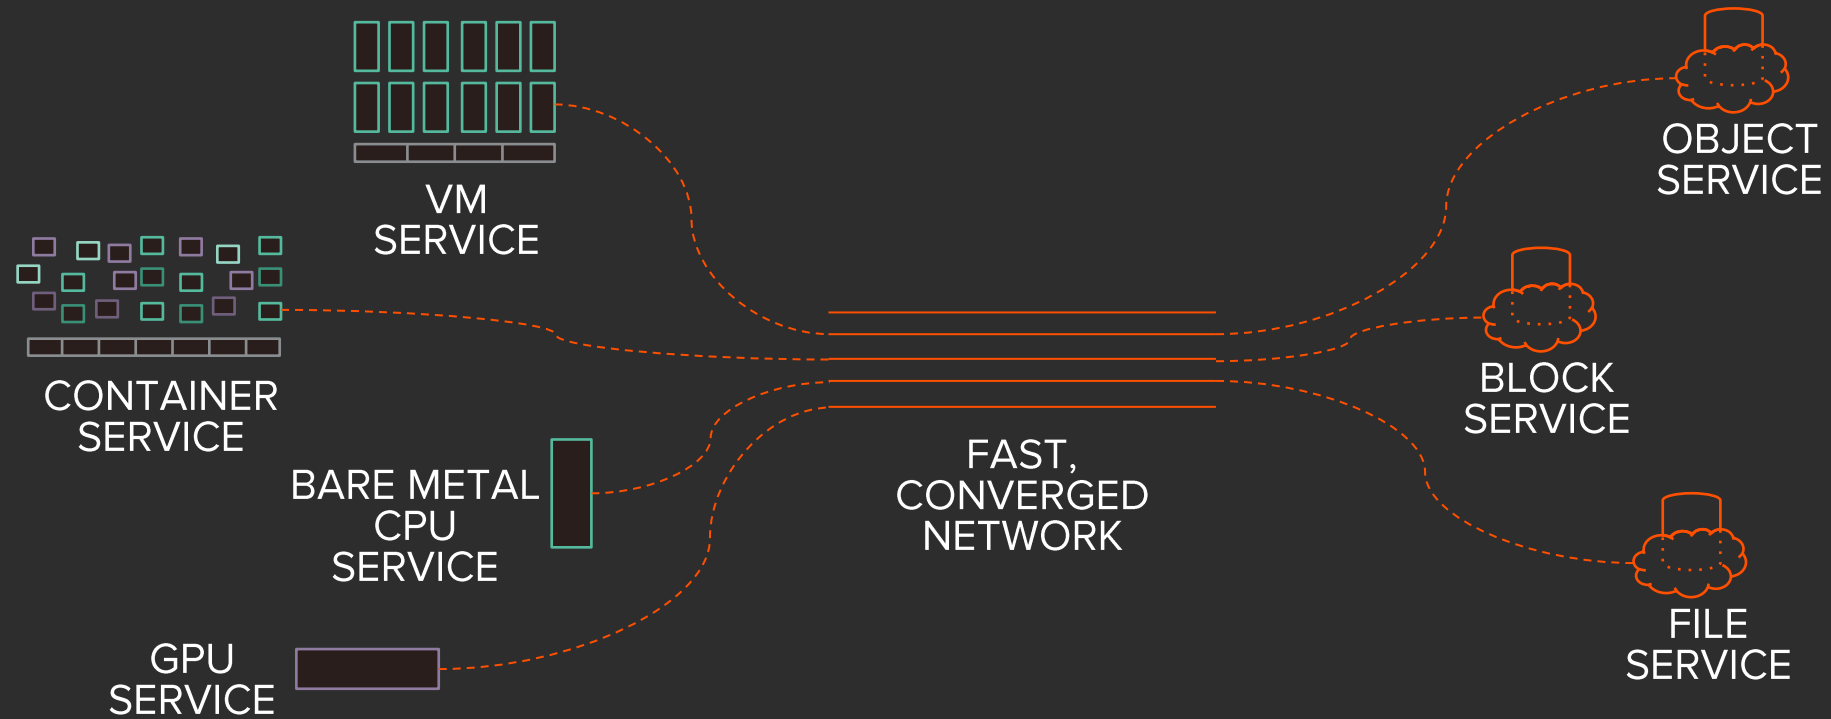 VM
SERVICE
CONTAINER
SERVICE
BARE METAL
CPU
SERVICE
GPU
SERVICE
FAST,
CONVERGED
NETWORK
OBJECT
SERVICE
BLOCK
SERVICE
FILE
SERVICE